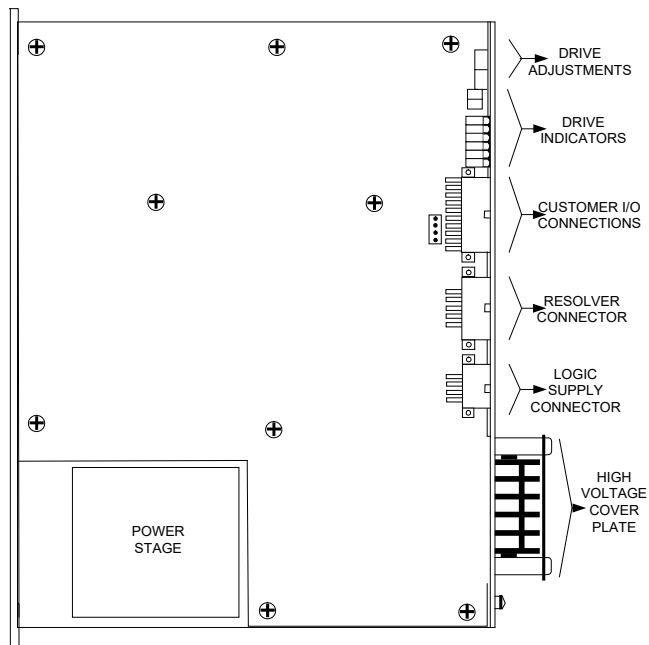 DRIVE
ADJUSTMENTS
DRIVE
INDICATORS
CUSTOMER I/O
CONNECTIONS
RESOLVER
CONNECTOR
LOGIC
SUPPLY
CONNECTOR
HIGH
VOLTAGE
COVER
PLATE
POWER
STAGE